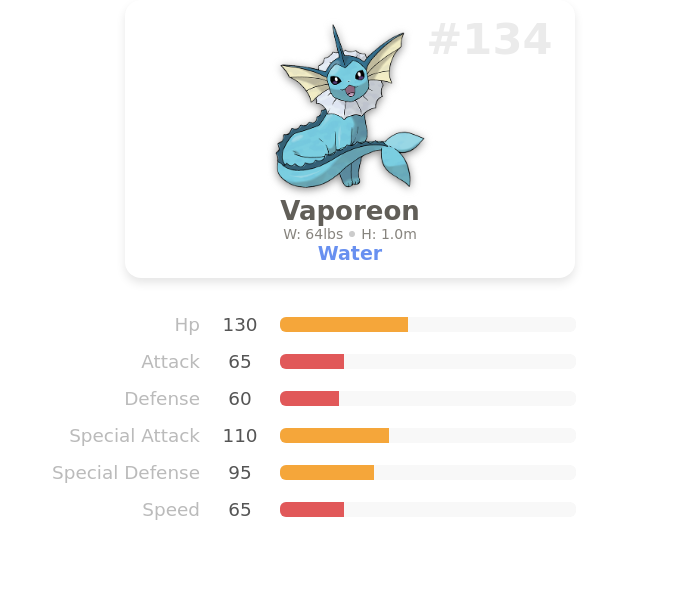 #134
Vaporeon
W: 64lbs • H: 1.0m
Water
Hp 130
Attack 65
Defense 60
Special Attack 110
Special Defense 95
Speed 65